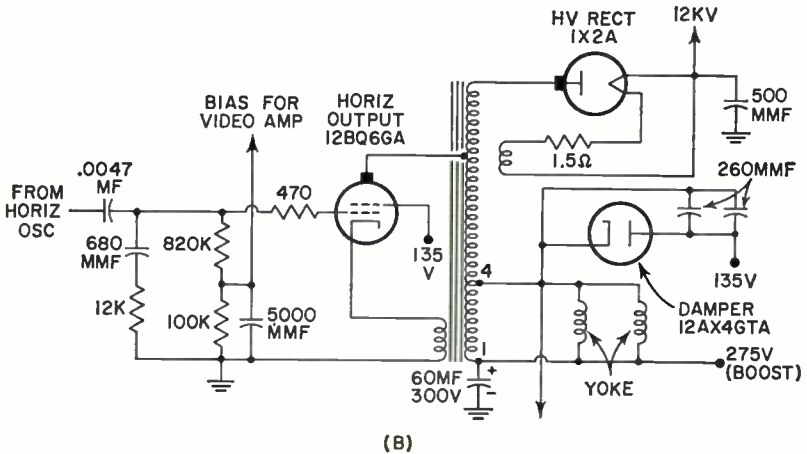 HV RECT
1X2A
12KV
BIAS FOR
VIDEO AMP
HORIZ
OUTPUT
12BQ6GA
500
MMF
.0047
MF
1.5Ω
260MMF
FROM
HORIZ
OSC
470
680
MMF
820K
135
V
135V
4
12K
100K
5000
MMF
DAMPER
12AX4GTA
1
275V
(BOOST)
60MF
300V
+
-
YOKE
(B)